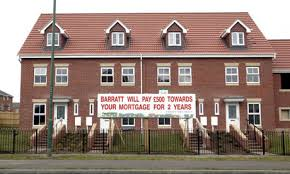 BARRATT WILL PAY £500 TOWARDS
YOUR MORTGAGE FOR 2 YEARS